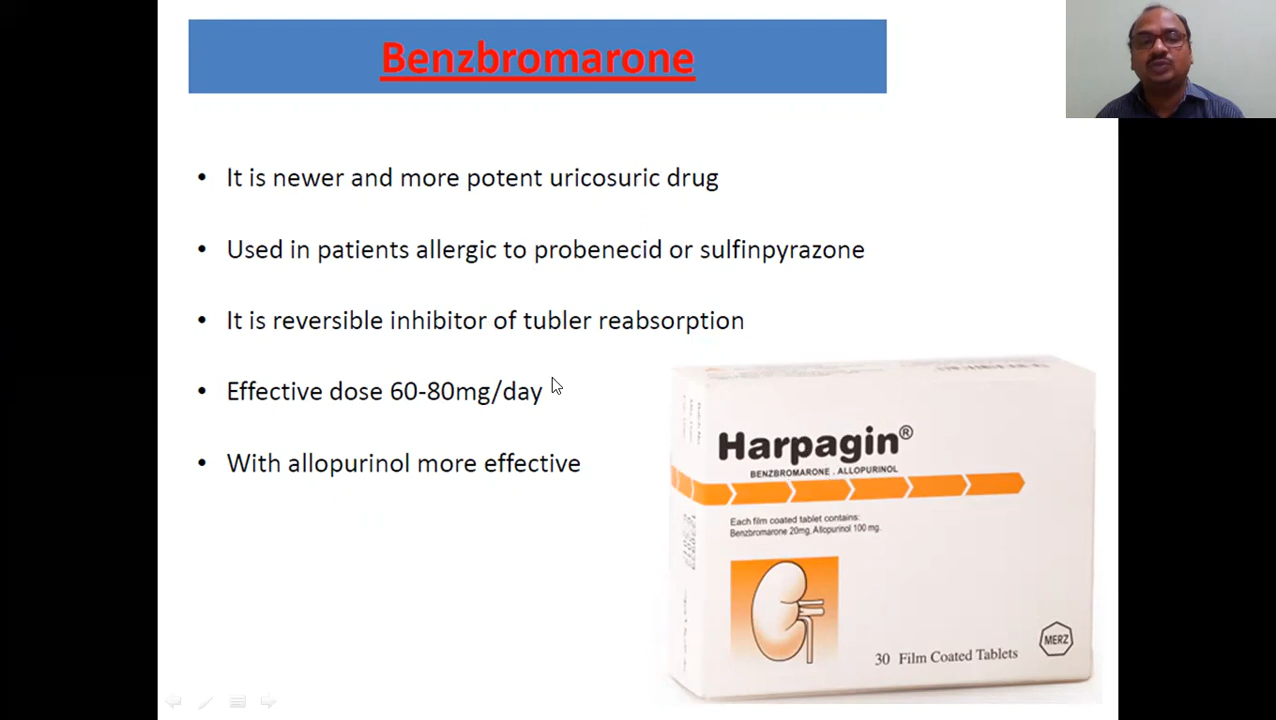 Benzbromarone
• It is newer and more potent uricosuric drug
• Used in patients allergic to probenecid or sulfinpyrazone
• It is reversible inhibitor of tubler reabsorption
• Effective dose 60-80mg/day
• With allopurinol more effective
Harpagin®
BENZBROMARONE . ALLOPURINOL
Each film coated tablet contains:
Benzbromarone 20mg, Allopurinol 100 mg.
MERZ
30 Film Coated Tablets